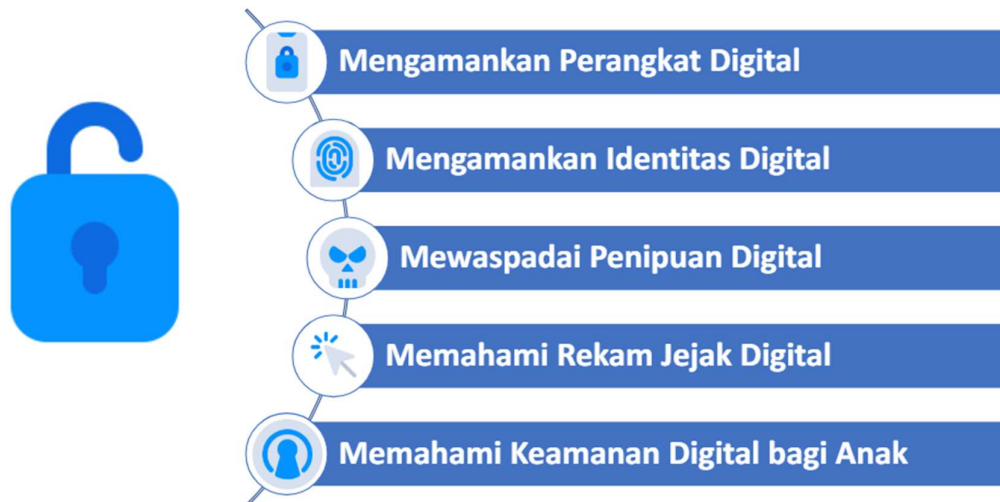 Mengamankan Perangkat Digital
Mengamankan Identitas Digital
Mewaspadai Penipuan Digital
Memahami Rekam Jejak Digital
Memahami Keamanan Digital bagi Anak